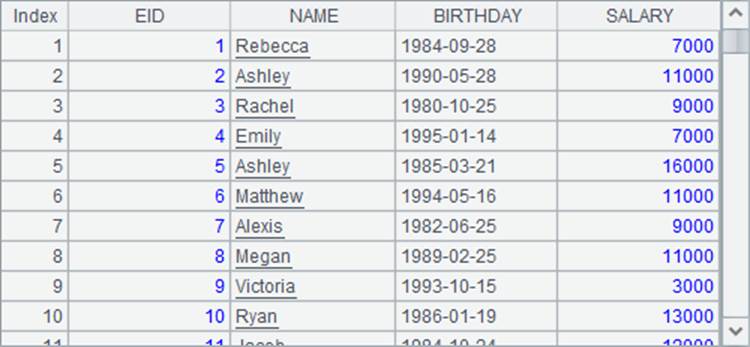 Index EID NAME BIRTHDAY SALARY
1 1 Rebecca 1984-09-28 7000
2 2 Ashley 1990-05-28 11000
3 3 Rachel 1980-10-25 9000
4 4 Emily 1995-01-14 7000
5 5 Ashley 1985-03-21 16000
6 6 Matthew 1994-05-16 11000
7 7 Alexis 1982-06-25 9000
8 8 Megan 1989-02-25 11000
9 9 Victoria 1993-10-15 3000
10 10 Ryan 1986-01-19 13000
11 11 Jacob